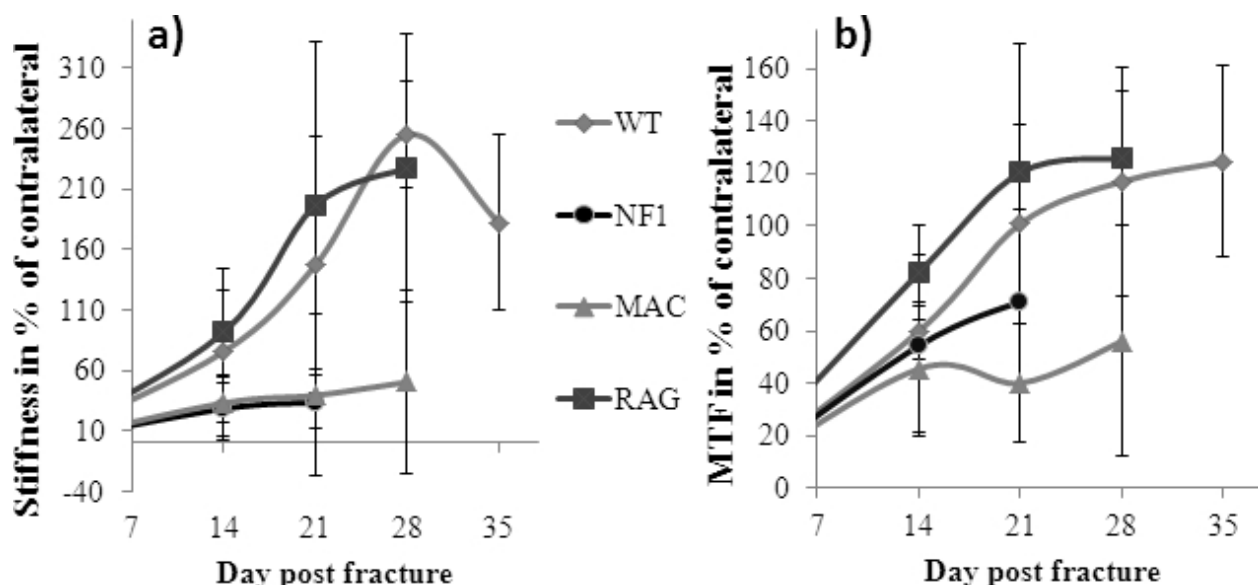 a)
Stiffness in % of contralateral
310
260
210
160
110
60
10
-40
7 14 21 28 35
Day post fracture
WT
NF1
MAC
RAG
b)
MTF in % of contralateral
160
140
120
100
80
60
40
20
0
7 14 21 28 35
Day post fracture